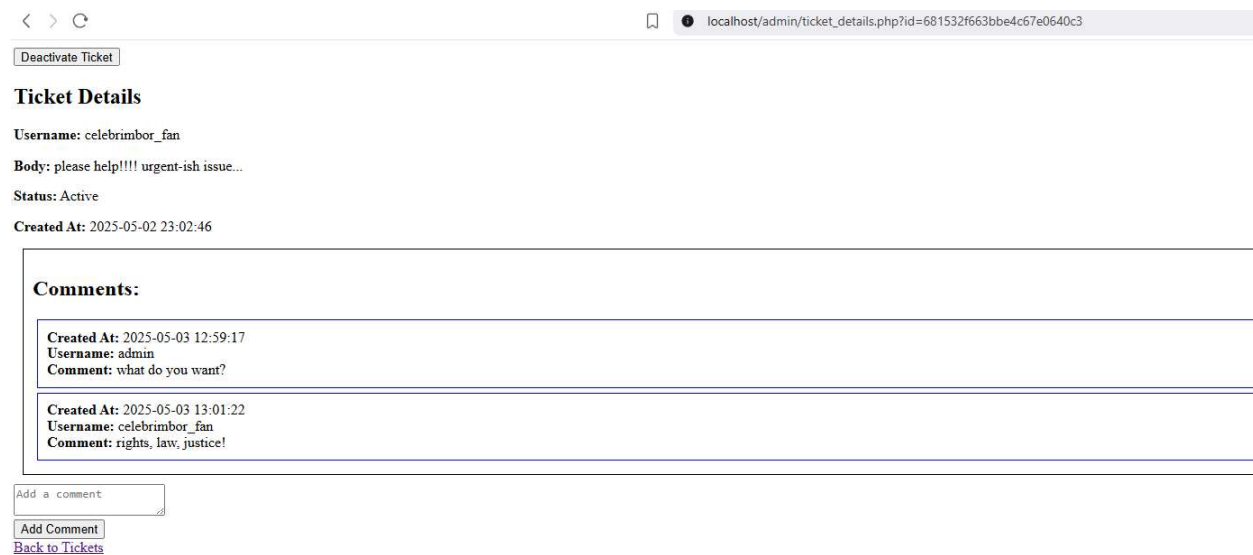 localhost/admin/ticket_details.php?id=681532f663bbe4c67e0640c3
Deactivate Ticket
Ticket Details
Username: celebrimbor_fan
Body: please help!!!! urgent-ish issue...
Status: Active
Created At: 2025-05-02 23:02:46
Comments:
Created At: 2025-05-03 12:59:17
Username: admin
Comment: what do you want?
Created At: 2025-05-03 13:01:22
Username: celebrimbor_fan
Comment: rights, law, justice!
Add a comment
Add Comment
Back to Tickets